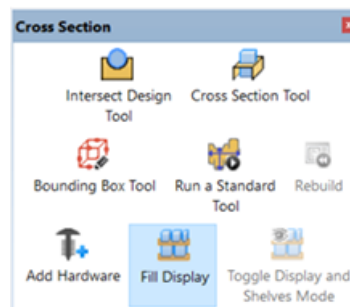 Cross Section
Intersect Design
Tool
Cross Section Tool
Bounding Box Tool
Run a Standard
Tool
Rebuild
Add Hardware
Fill Display
Toggle Display and
Shelves Mode